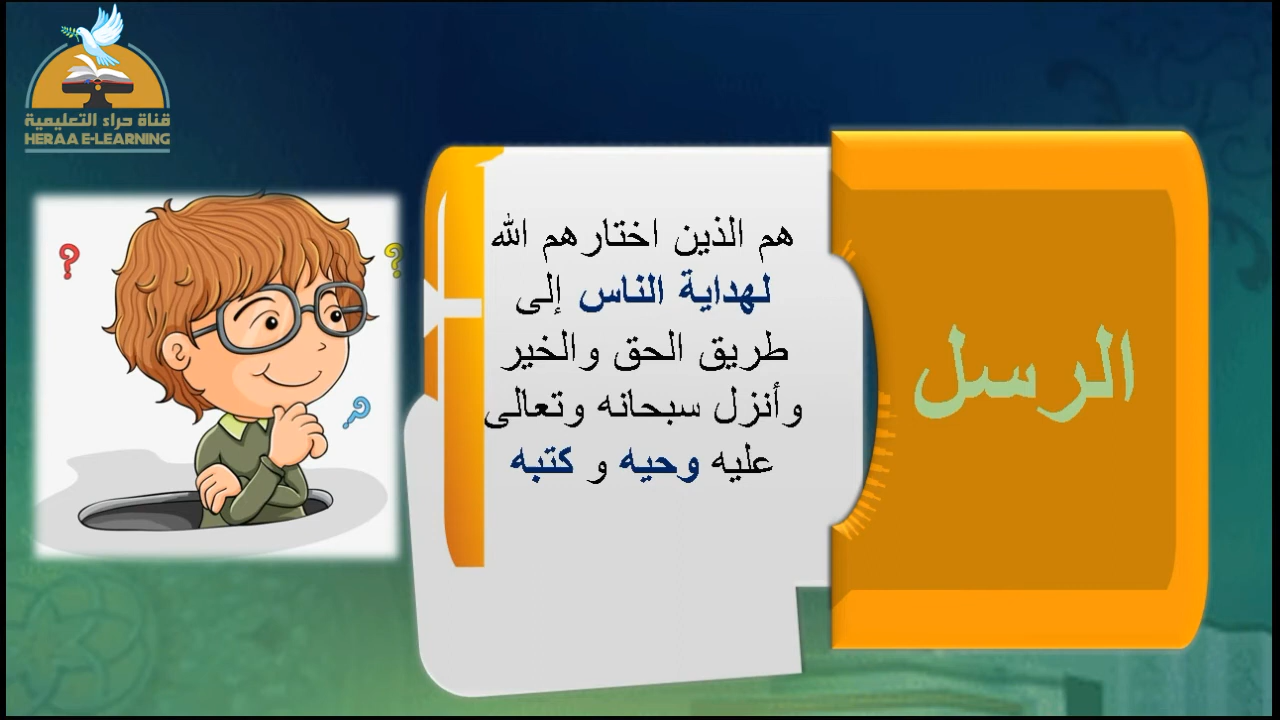 قناة حراء التعليمية
HERAA E-LEARNING
الرسل
هم الذين اختارهم الله
لهداية الناس إلى
طريق الحق والخير
وأنزل سبحانه وتعالى
عليه وحيه و كتبه
? ? ?